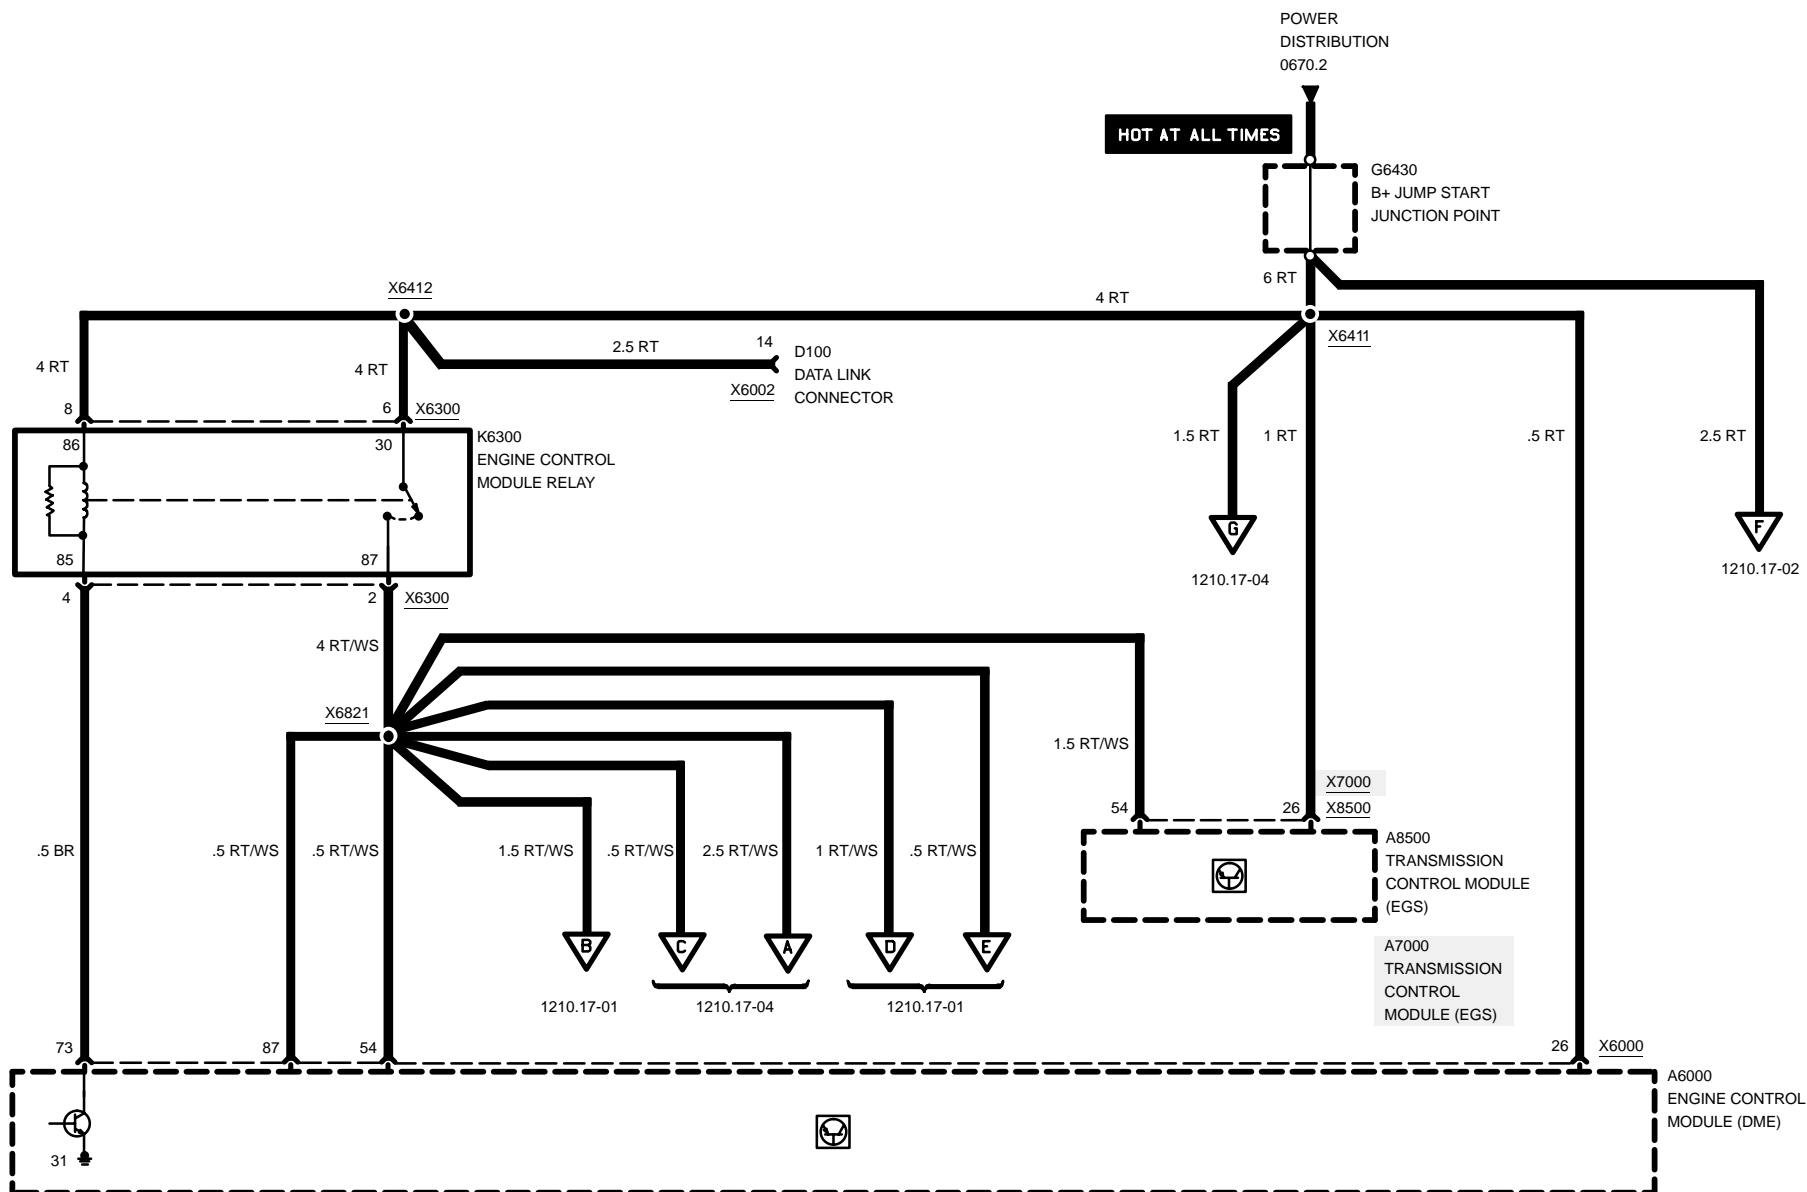 POWER
DISTRIBUTION
0670.2
HOT AT ALL TIMES
G6430
B+ JUMP START
JUNCTION POINT
6 RT
X6412
4 RT
X6411
4 RT
4 RT
2.5 RT
14
D100
DATA LINK
CONNECTOR
X6002
8
6
X6300
1.5 RT
1 RT
.5 RT
2.5 RT
86
30
K6300
ENGINE CONTROL
MODULE RELAY
G
F
85
87
1210.17-04
1210.17-02
4
2
X6300
4 RT/WS
X6821
1.5 RT/WS
X7000
54
26
X8500
.5 BR
.5 RT/WS
.5 RT/WS
1.5 RT/WS
.5 RT/WS
2.5 RT/WS
1 RT/WS
.5 RT/WS
A8500
TRANSMISSION
CONTROL MODULE
(EGS)
B
C
A
D
E
A7000
TRANSMISSION
CONTROL
MODULE (EGS)
1210.17-01
1210.17-04
1210.17-01
73
87
54
26
X6000
A6000
ENGINE CONTROL
MODULE (DME)
31